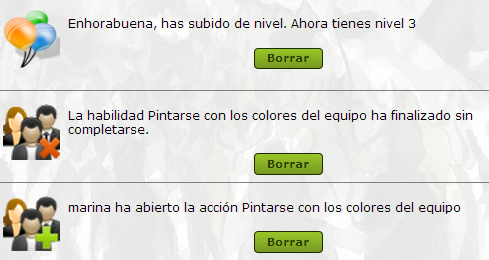 Enhorabuena, has subido de nivel. Ahora tienes nivel 3
Borrar
La habilidad Pintarse con los colores del equipo ha finalizado sin
completarse.
Borrar
marina ha abierto la acción Pintarse con los colores del equipo
Borrar